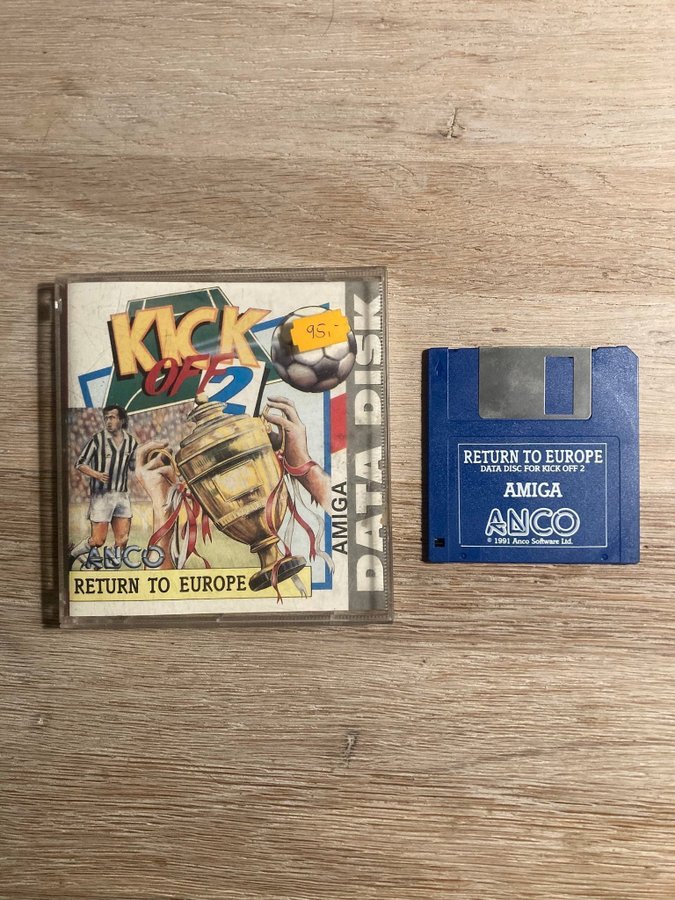 KICK
OFF
2
95,-
AMIGA
DATA DISK
ANCO
RETURN TO EUROPE
RETURN TO EUROPE
DATA DISC FOR KICK OFF 2
AMIGA
ANCO
© 1991 Anco Software Ltd.